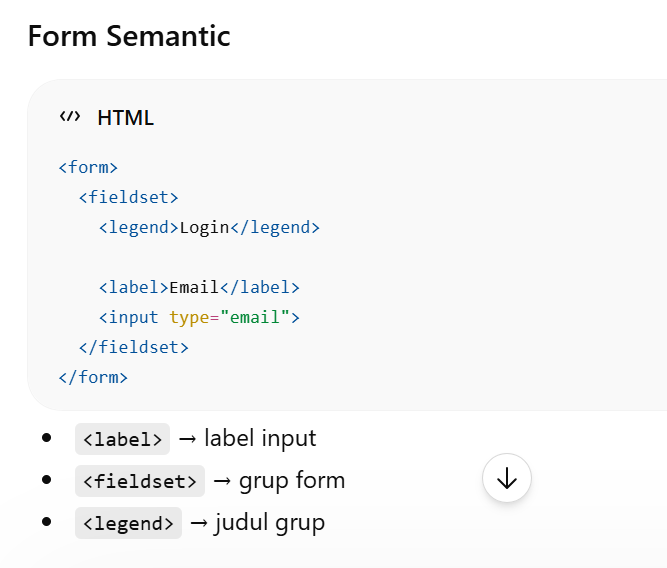 Form Semantic
</> HTML
<form>
<fieldset>
<legend>Login</legend>
<label>Email</label>
<input type="email">
</fieldset>
</form>
• <label> → label input
• <fieldset> → grup form
• <legend> → judul grup